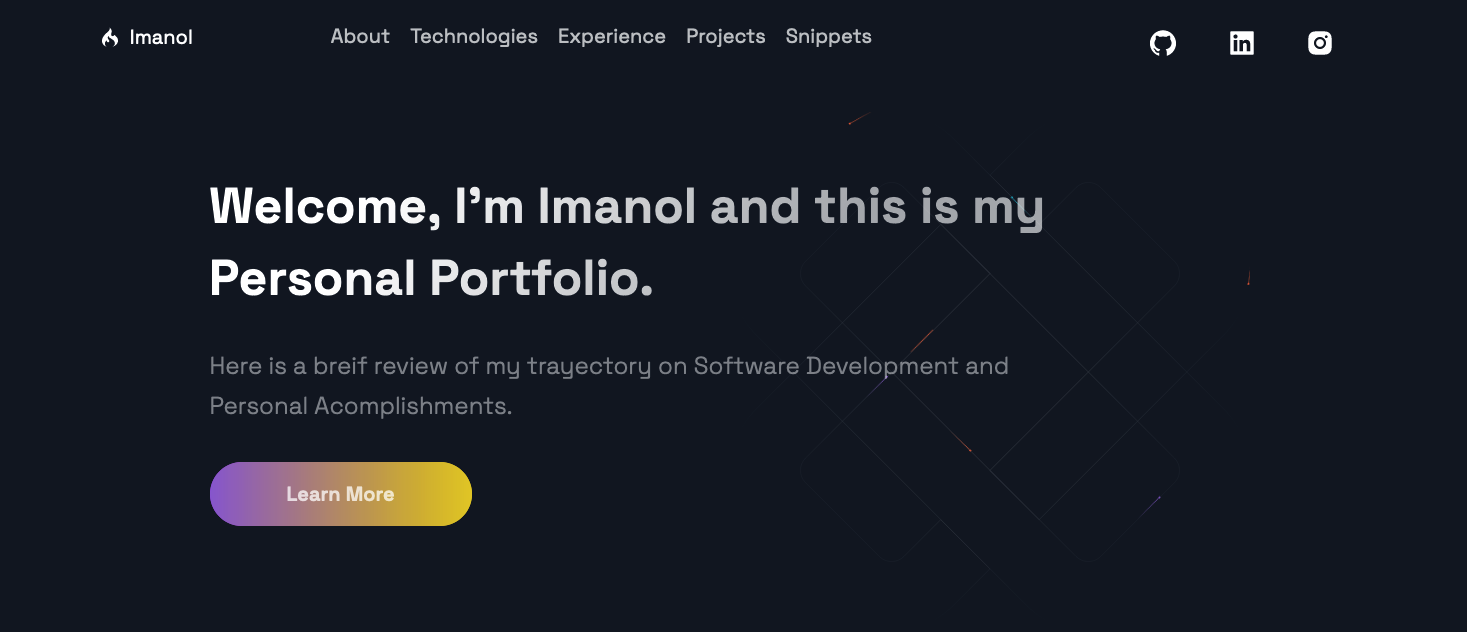 Imanol
About Technologies Experience Projects Snippets
Welcome, I'm Imanol and this is my
Personal Portfolio.
Here is a breif review of my trayectory on Software Development and
Personal Acomplishments.
Learn More